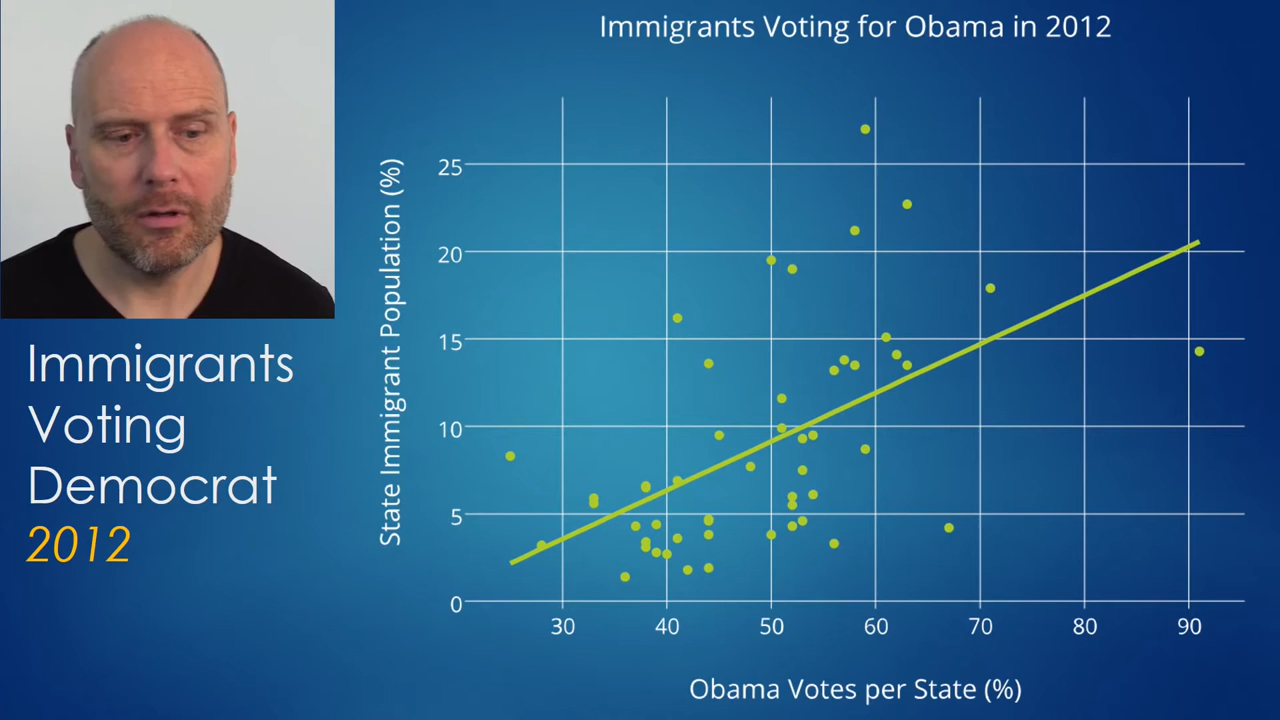 Immigrants Voting for Obama in 2012
Immigrants
Voting
Democrat
2012
State Immigrant Population (%)
25
20
15
10
5
0
30 40 50 60 70 80 90
Obama Votes per State (%)